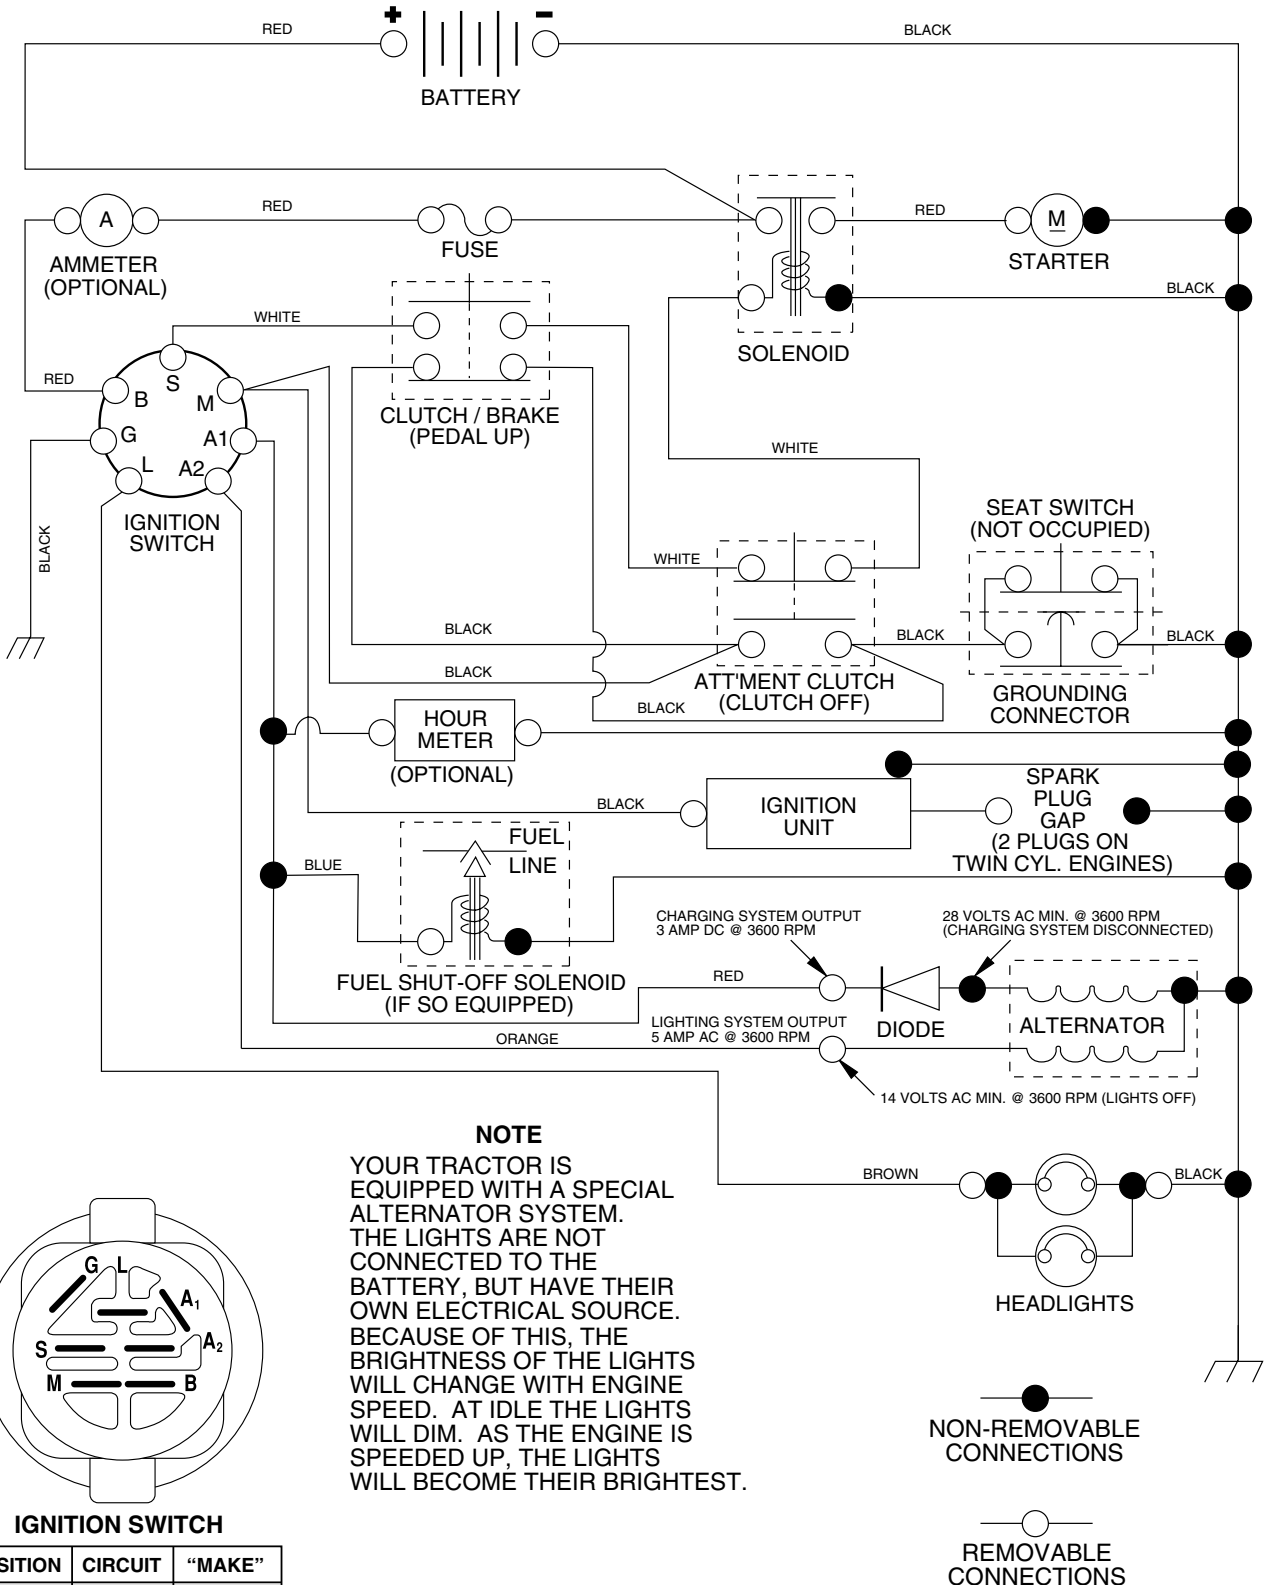 +
−
RED
BLACK
BATTERY
A
RED
RED
M
AMMETER
(OPTIONAL)
FUSE
STARTER
BLACK
WHITE
SOLENOID
RED
S
B
M
G
A1
L
A2
CLUTCH / BRAKE
(PEDAL UP)
WHITE
IGNITION
SWITCH
BLACK
SEAT SWITCH
(NOT OCCUPIED)
WHITE
BLACK
BLACK
BLACK
BLACK
ATT'MENT CLUTCH
(CLUTCH OFF)
GROUNDING
CONNECTOR
BLACK
HOUR
METER
(OPTIONAL)
BLACK
IGNITION
UNIT
SPARK
PLUG
GAP
(2 PLUGS ON
TWIN CYL. ENGINES)
FUEL
LINE
BLUE
FUEL SHUT-OFF SOLENOID
(IF SO EQUIPPED)
CHARGING SYSTEM OUTPUT
3 AMP DC @ 3600 RPM
28 VOLTS AC MIN. @ 3600 RPM
(CHARGING SYSTEM DISCONNECTED)
RED
DIODE
ALTERNATOR
LIGHTING SYSTEM OUTPUT
5 AMP AC @ 3600 RPM
ORANGE
14 VOLTS AC MIN. @ 3600 RPM (LIGHTS OFF)
NOTE
YOUR TRACTOR IS
EQUIPPED WITH A SPECIAL
ALTERNATOR SYSTEM.
THE LIGHTS ARE NOT
CONNECTED TO THE
BATTERY, BUT HAVE THEIR
OWN ELECTRICAL SOURCE.
BECAUSE OF THIS, THE
BRIGHTNESS OF THE LIGHTS
WILL CHANGE WITH ENGINE
SPEED. AT IDLE THE LIGHTS
WILL DIM. AS THE ENGINE IS
SPEEDED UP, THE LIGHTS
WILL BECOME THEIR BRIGHTEST.
BROWN
BLACK
HEADLIGHTS
G
L
A1
A2
S
M
B
IGNITION SWITCH
SITION CIRCUIT “MAKE”
NON-REMOVABLE
CONNECTIONS
REMOVABLE
CONNECTIONS